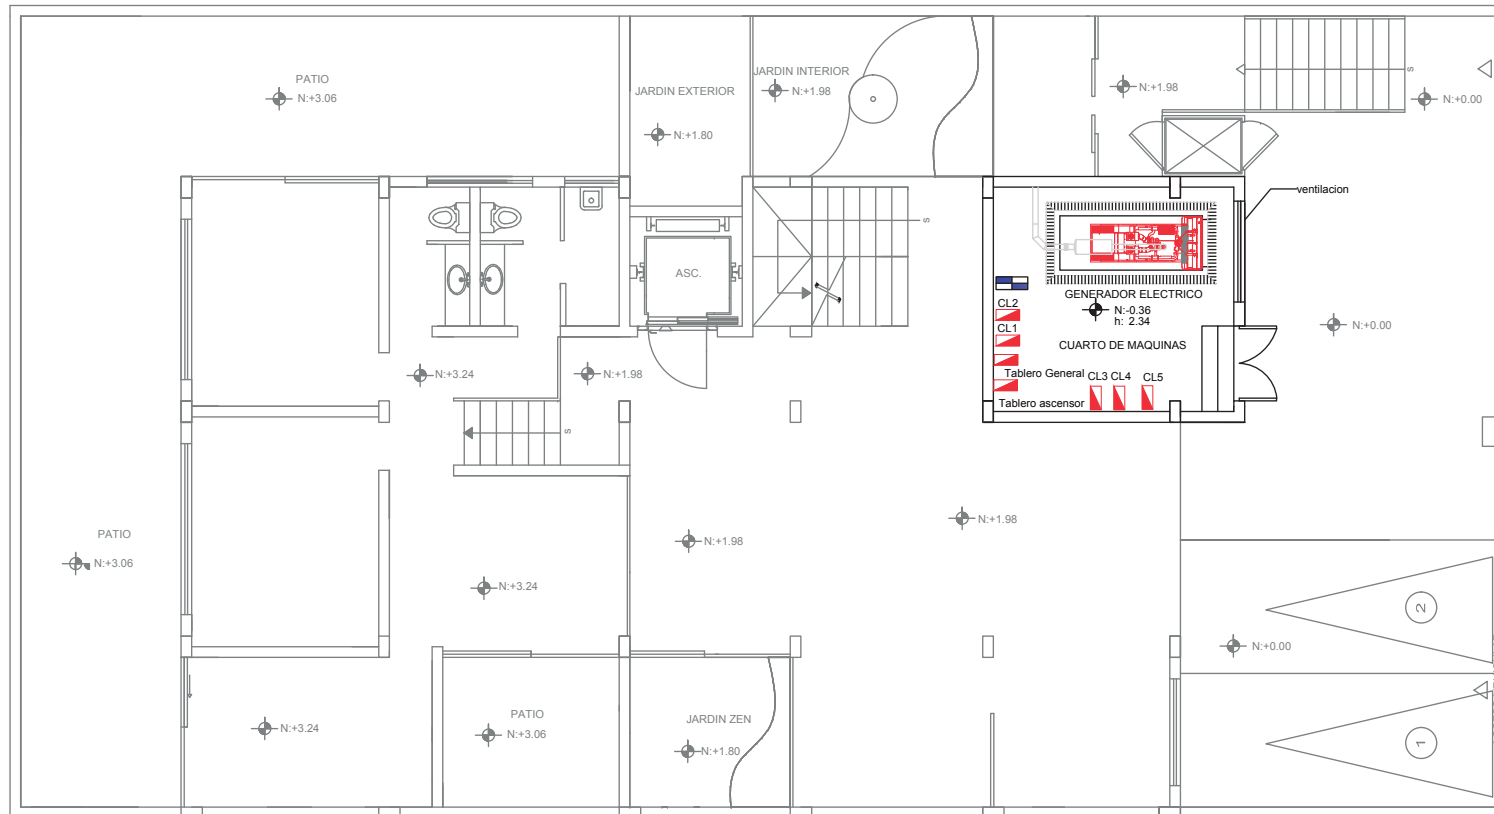 PATIO
N:+3.06
JARDIN EXTERIOR
N:+1.80
JARDIN INTERIOR
N:+1.98
N:+1.98
s
N:+0.00
ventilacion
s
ASC.
GENERADOR ELECTRICO
N:-0.36
h: 2.34
CUARTO DE MAQUINAS
CL2
CL1
Tablero General
Tablero ascensor
CL3 CL4
CL5
N:+0.00
N:+3.24
N:+1.98
s
PATIO
N:+3.06
N:+1.98
N:+1.98
N:+3.24
2
N:+0.00
N:+3.24
PATIO
N:+3.06
JARDIN ZEN
N:+1.80
1